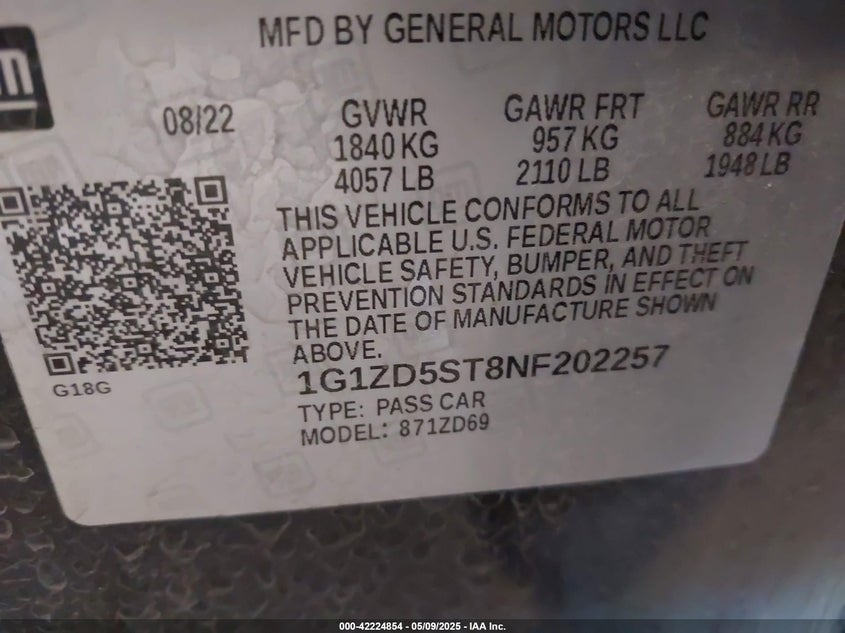 MFD BY GENERAL MOTORS LLC
08/22 GVWR GAWR FRT GAWR RR
1840 KG 957 KG 884 KG
4057 LB 2110 LB 1948 LB
THIS VEHICLE CONFORMS TO ALL
APPLICABLE U.S. FEDERAL MOTOR
VEHICLE SAFETY, BUMPER, AND THEFT
PREVENTION STANDARDS IN EFFECT ON
THE DATE OF MANUFACTURE SHOWN
ABOVE.
G18G
1G1ZD5ST8NF202257
TYPE: PASS CAR
MODEL: 871ZD69
000-42224854 - 05/09/2025 - IAA Inc.